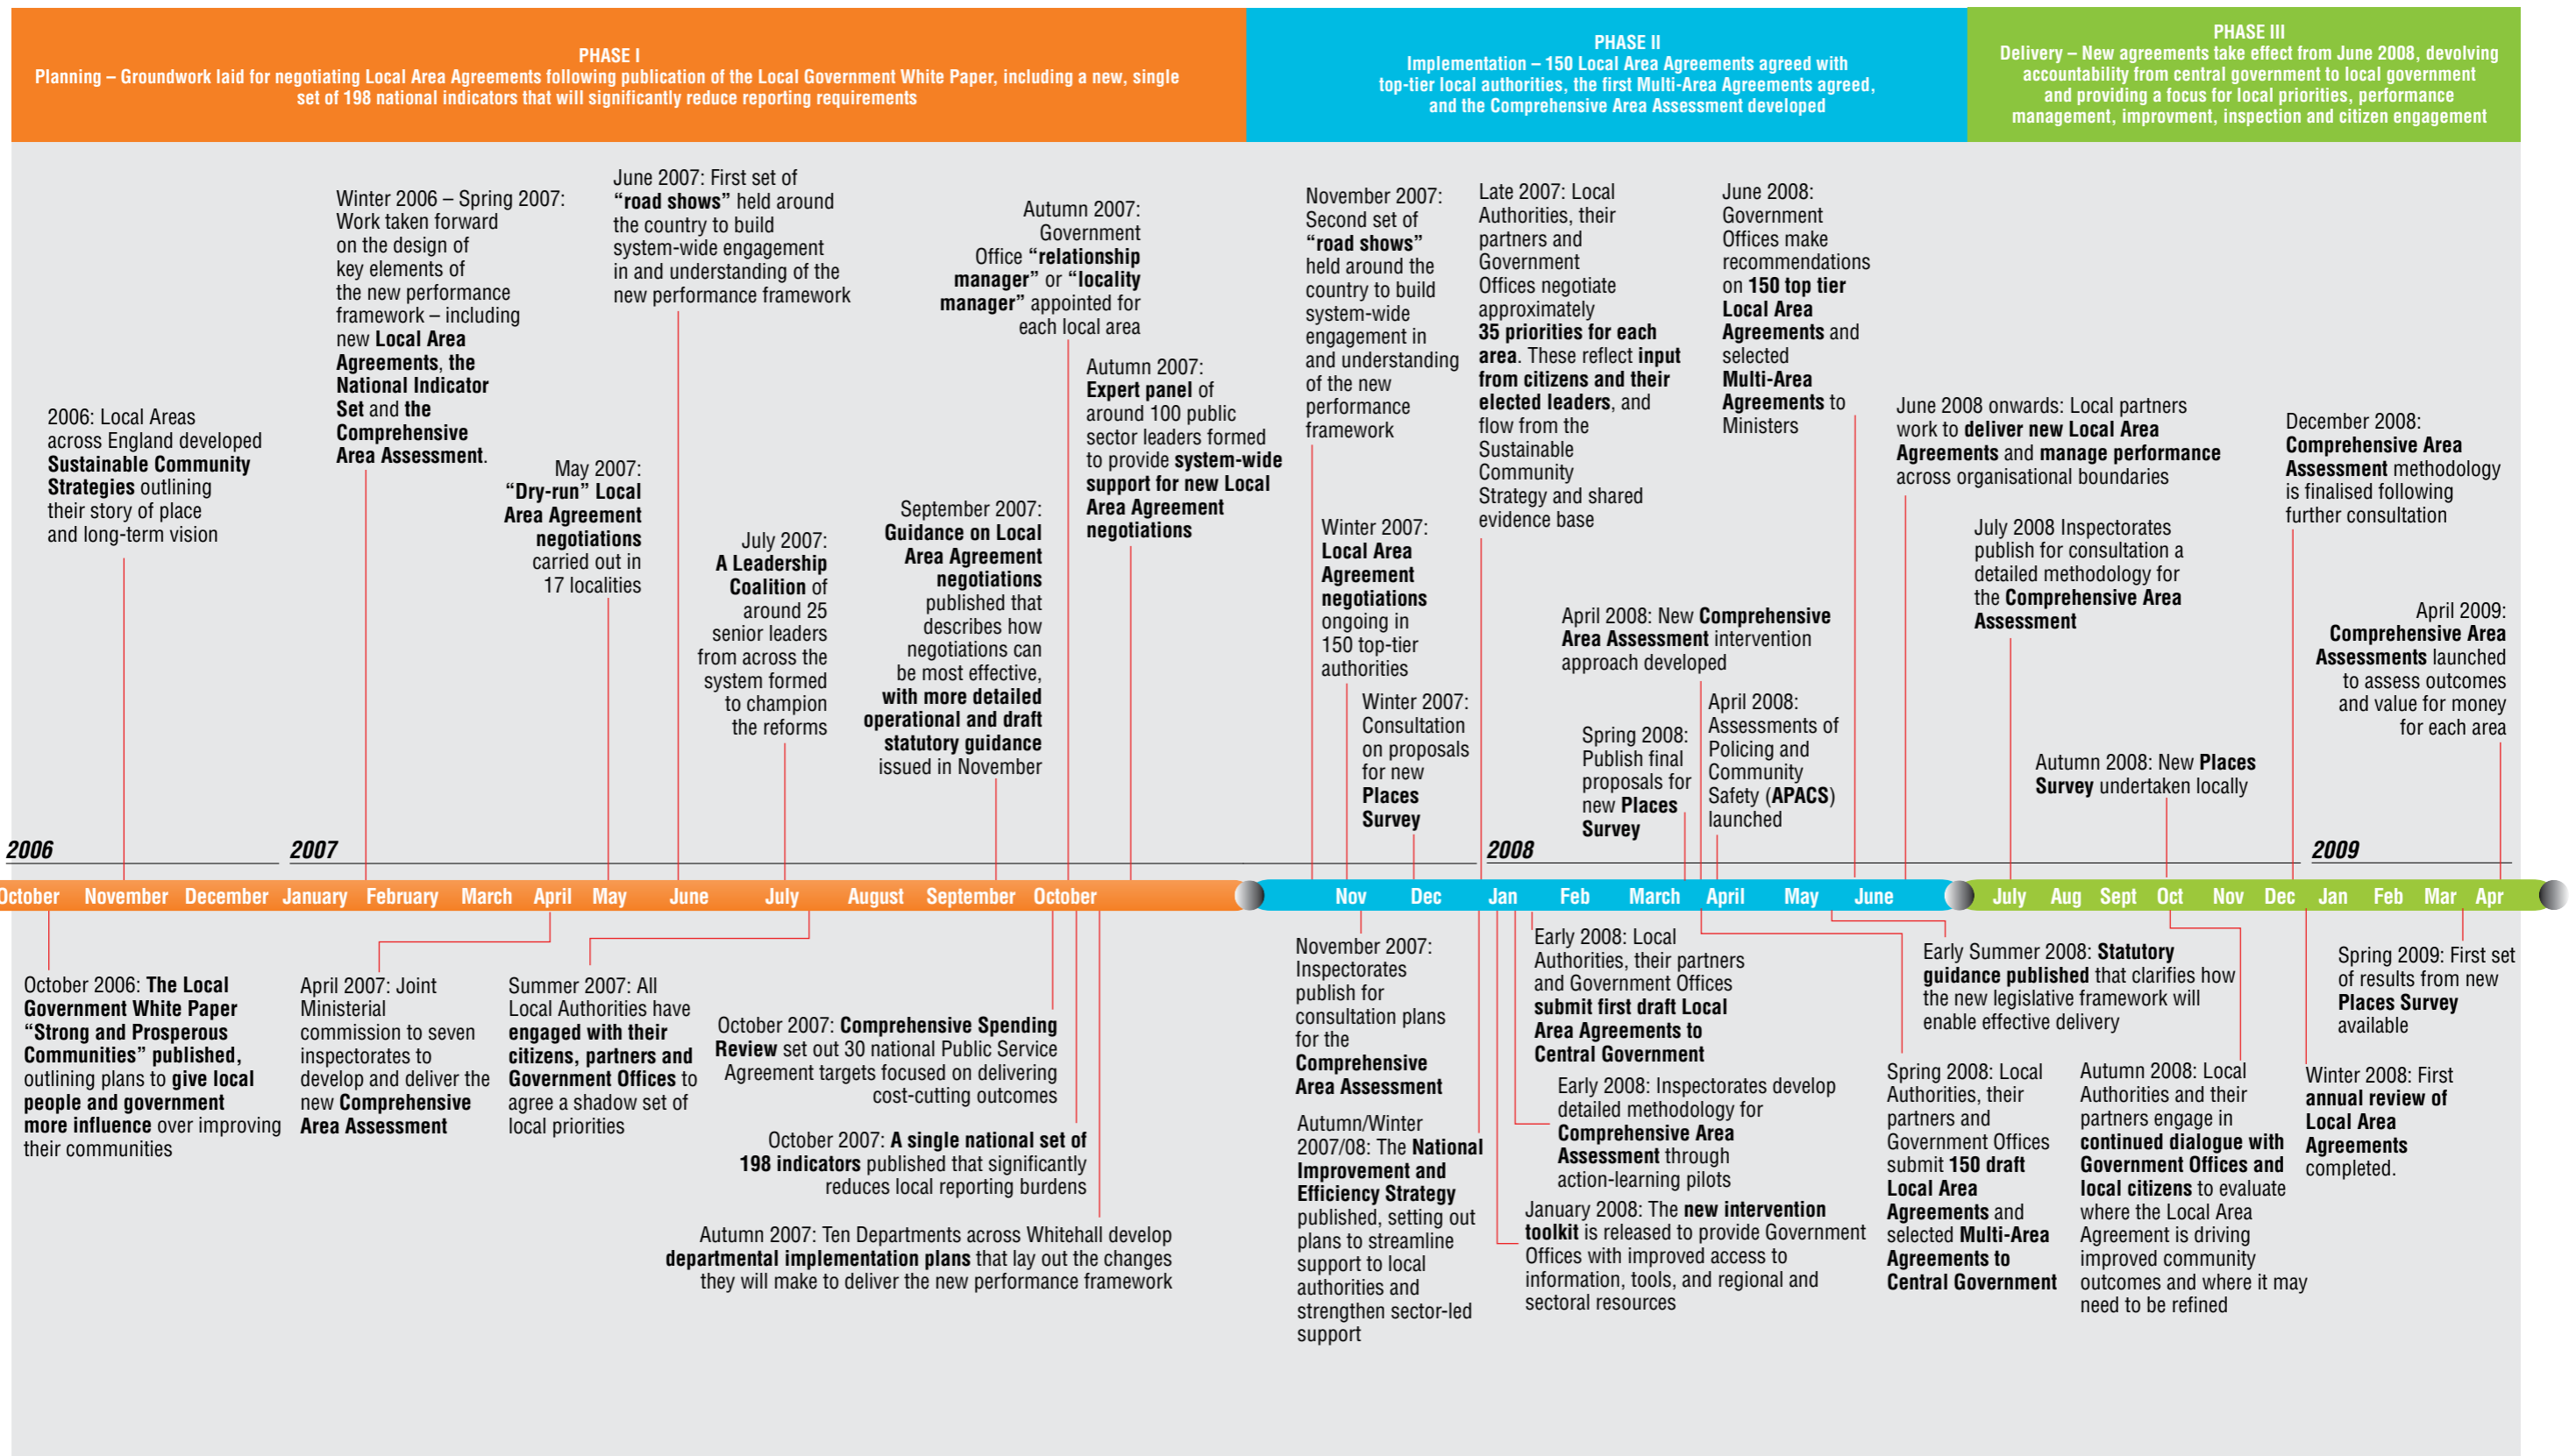 PHASE I
Planning – Groundwork laid for negotiating Local Area Agreements following publication of the Local Government White Paper, including a new, single
set of 198 national indicators that will significantly reduce reporting requirements
PHASE II
Implementation – 150 Local Area Agreements agreed with
top-tier local authorities, the first Multi-Area Agreements agreed,
and the Comprehensive Area Assessment developed
PHASE III
Delivery – New agreements take effect from June 2008, devolving
accountability from central government to local government
and providing a focus for local priorities, performance
management, improvment, inspection and citizen engagement
2006: Local Areas
across England developed
Sustainable Community
Strategies outlining
their story of place
and long-term vision
Winter 2006 – Spring 2007:
Work taken forward
on the design of
key elements of
the new performance
framework – including
new Local Area
Agreements, the
National Indicator
Set and the
Comprehensive
Area Assessment.
May 2007:
“Dry-run” Local
Area Agreement
negotiations
carried out in
17 localities
June 2007: First set of
“road shows” held around
the country to build
system-wide engagement
in and understanding of the
new performance framework
July 2007:
A Leadership
Coalition of
around 25
senior leaders
from across the
system formed
to champion
the reforms
September 2007:
Guidance on Local
Area Agreement
negotiations
published that
describes how
negotiations can
be most effective,
with more detailed
operational and draft
statutory guidance
issued in November
Autumn 2007:
Government
Office “relationship
manager” or “locality
manager” appointed for
each local area
Autumn 2007:
Expert panel of
around 100 public
sector leaders formed
to provide system-wide
support for new Local
Area Agreement
negotiations
November 2007:
Second set of
“road shows”
held around the
country to build
system-wide
engagement in
and understanding
of the new
performance
framework
Winter 2007:
Local Area
Agreement
negotiations
ongoing in
150 top-tier
authorities
Winter 2007:
Consultation
on proposals
for new
Places
Survey
Late 2007: Local
Authorities, their
partners and
Government
Offices negotiate
approximately
35 priorities for each
area. These reflect input
from citizens and their
elected leaders, and
flow from the
Sustainable
Community
Strategy and shared
evidence base
April 2008: New Comprehensive
Area Assessment intervention
approach developed
Spring 2008:
Publish final
proposals for
new Places
Survey
April 2008:
Assessments of
Policing and
Community
Safety (APACS)
launched
June 2008:
Government
Offices make
recommendations
on 150 top tier
Local Area
Agreements and
selected
Multi-Area
Agreements to
Ministers
June 2008 onwards: Local partners
work to deliver new Local Area
Agreements and manage performance
across organisational boundaries
July 2008 Inspectorates
publish for consultation a
detailed methodology for
the Comprehensive Area
Assessment
Autumn 2008: New Places
Survey undertaken locally
December 2008:
Comprehensive Area
Assessment methodology
is finalised following
further consultation
April 2009:
Comprehensive Area
Assessments launched
to assess outcomes
and value for money
for each area
2006 2007 2008 2009
October November December January February March April May June July August September October Nov Dec Jan Feb March April May June July Aug Sept Oct Nov Dec Jan Feb Mar Apr
October 2006: The Local
Government White Paper
“Strong and Prosperous
Communities” published,
outlining plans to give local
people and government
more influence over improving
their communities
April 2007: Joint
Ministerial
commission to seven
inspectorates to
develop and deliver the
new Comprehensive
Area Assessment
Summer 2007: All
Local Authorities have
engaged with their
citizens, partners and
Government Offices to
agree a shadow set of
local priorities
October 2007: Comprehensive Spending
Review set out 30 national Public Service
Agreement targets focused on delivering
cost-cutting outcomes
October 2007: A single national set of
198 indicators published that significantly
reduces local reporting burdens
Autumn 2007: Ten Departments across Whitehall develop
departmental implementation plans that lay out the changes
they will make to deliver the new performance framework
November 2007:
Inspectorates
publish for
consultation plans
for the
Comprehensive
Area Assessment
Autumn/Winter
2007/08: The National
Improvement and
Efficiency Strategy
published, setting out
plans to streamline
support to local
authorities and
strengthen sector-led
support
Early 2008: Local
Authorities, their partners
and Government Offices
submit first draft Local
Area Agreements to
Central Government
Early 2008: Inspectorates develop
detailed methodology for
Comprehensive Area
Assessment through
action-learning pilots
January 2008: The new intervention
toolkit is released to provide Government
Offices with improved access to
information, tools, and regional and
sectoral resources
Early Summer 2008: Statutory
guidance published that clarifies how
the new legislative framework will
enable effective delivery
Spring 2008: Local
Authorities, their
partners and
Government Offices
submit 150 draft
Local Area
Agreements and
selected Multi-Area
Agreements to
Central Government
Autumn 2008: Local
Authorities and their
partners engage in
continued dialogue with
Government Offices and
local citizens to evaluate
where the Local Area
Agreement is driving
improved community
outcomes and where it may
need to be refined
Spring 2009: First set
of results from new
Places Survey
available
Winter 2008: First
annual review of
Local Area
Agreements
completed.